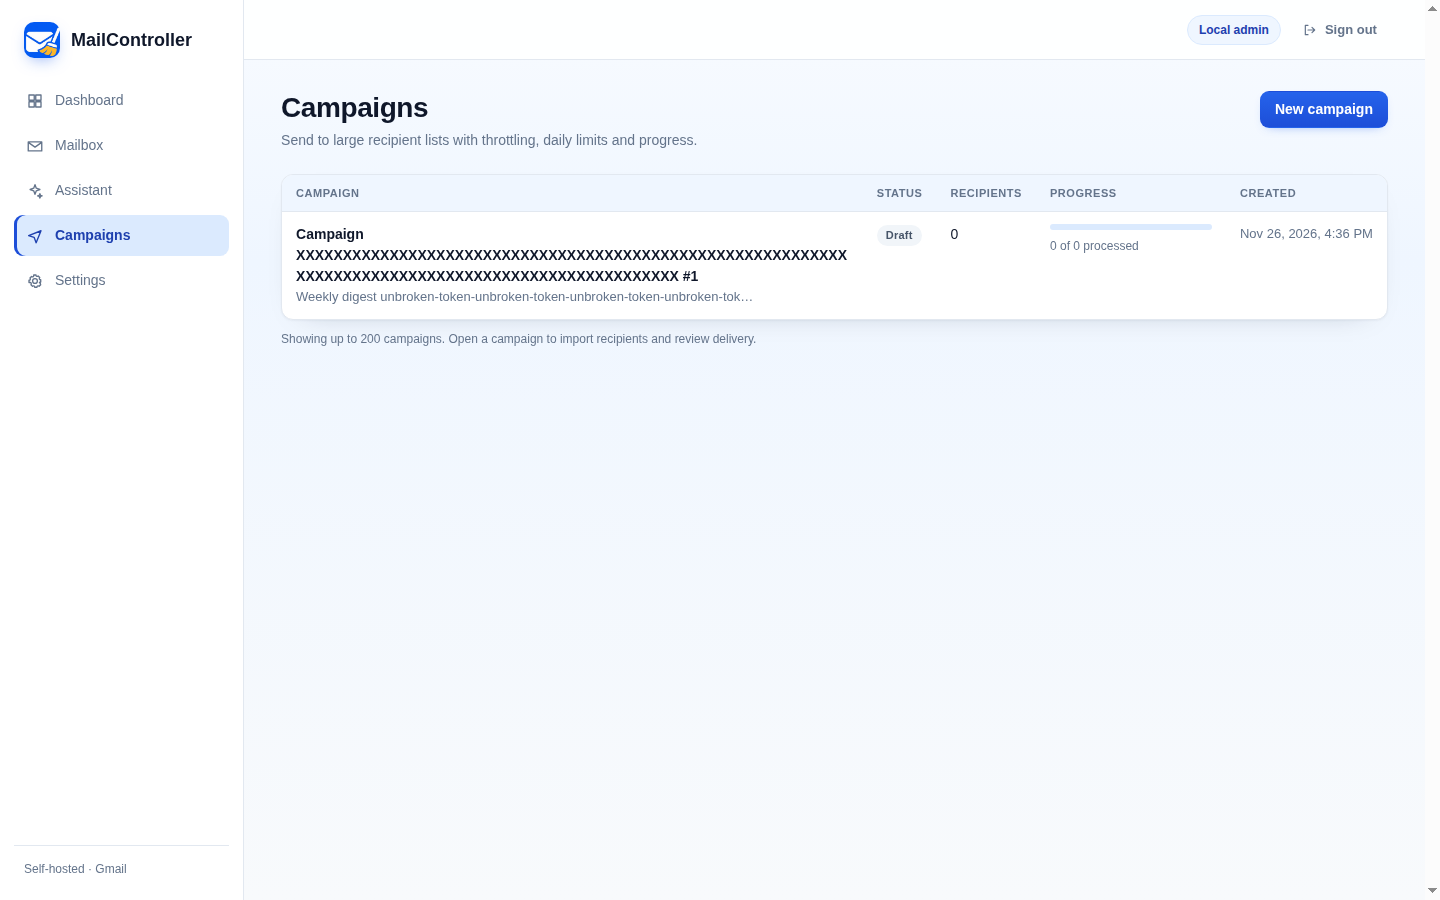 MailController
Local admin
Sign out
Dashboard
Mailbox
Assistant
Campaigns
Settings
Self-hosted · Gmail
Campaigns
New campaign
Send to large recipient lists with throttling, daily limits and progress.
CAMPAIGN STATUS RECIPIENTS PROGRESS CREATED
Campaign
XXXXXXXXXXXXXXXXXXXXXXXXXXXXXXXXXXXXXXXXXXXXXXXXXXXXXXXXXXX
XXXXXXXXXXXXXXXXXXXXXXXXXXXXXXXXXXXXXXXXX #1
Weekly digest unbroken-token-unbroken-token-unbroken-token-unbroken-tok…
Draft
0
0 of 0 processed
Nov 26, 2026, 4:36 PM
Showing up to 200 campaigns. Open a campaign to import recipients and review delivery.